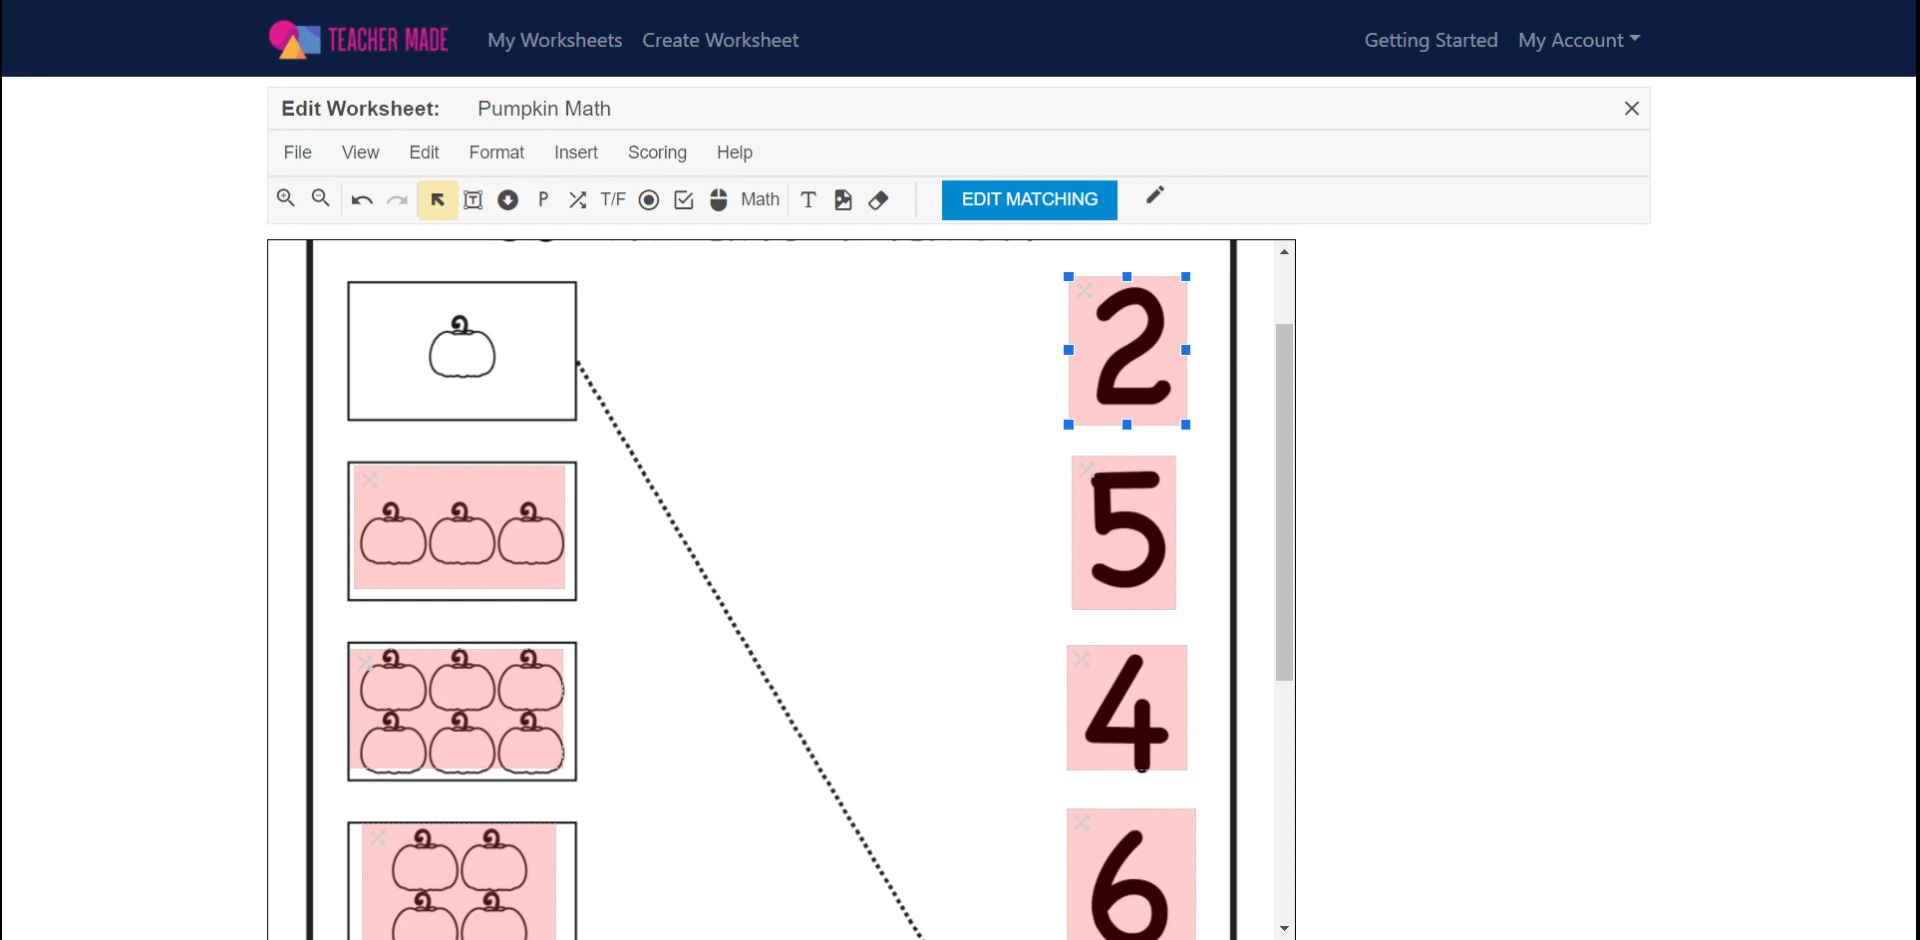 TEACHER MADE My Worksheets Create Worksheet Getting Started My Account
Edit Worksheet: Pumpkin Math
File View Edit Format Insert Scoring Help
P T/F Math T EDIT MATCHING
2
5
4
6